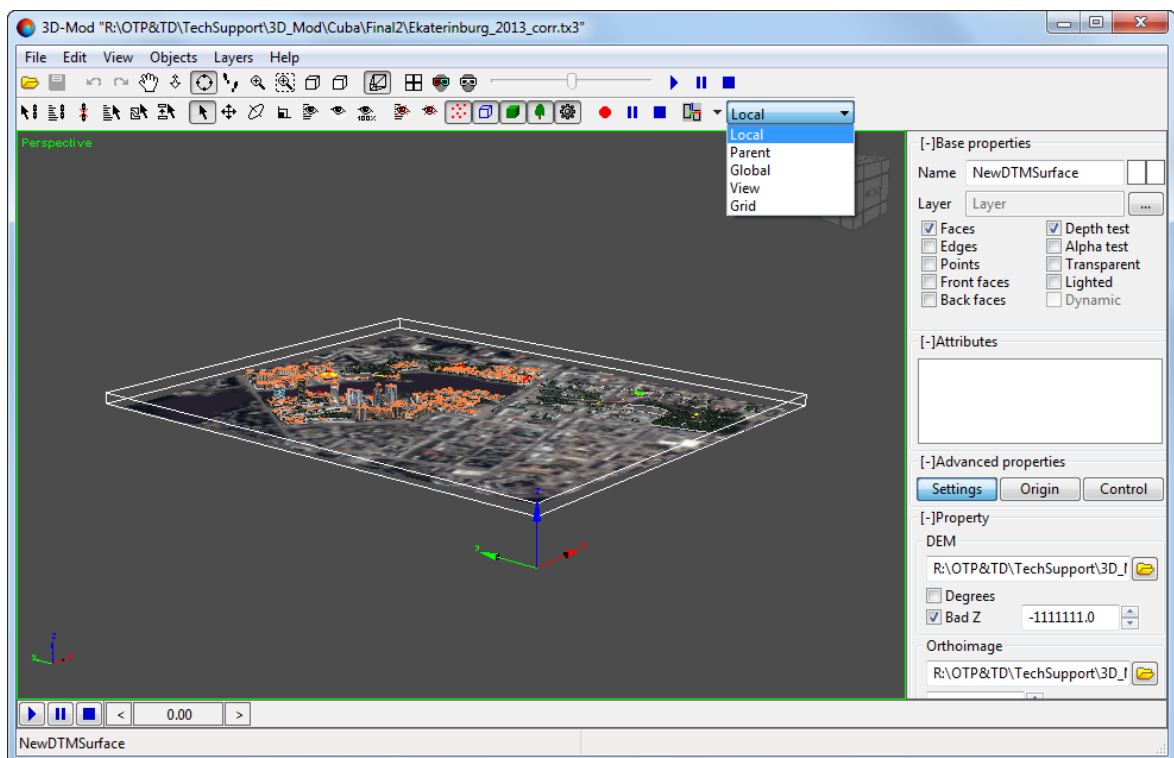 3D-Mod "R:\OTP&TD\TechSupport\3D_Mod\Cuba\Final2\Ekaterinburg_2013_corr.tx3"
File Edit View Objects Layers Help
100%
Local
Local
Parent
Global
View
Grid
Perspective
z
y
x
z
y
x
[-]Base properties
Name NewDTMSurface
Layer Layer ...
Faces Depth test
Edges Alpha test
Points Transparent
Front faces Lighted
Back faces Dynamic
[-]Attributes
[-]Advanced properties
Settings Origin Control
[-]Property
DEM
R:\OTP&TD\TechSupport\3D_
Degrees
Bad Z -1111111.0
Orthoimage
R:\OTP&TD\TechSupport\3D_
< 0.00 >
NewDTMSurface